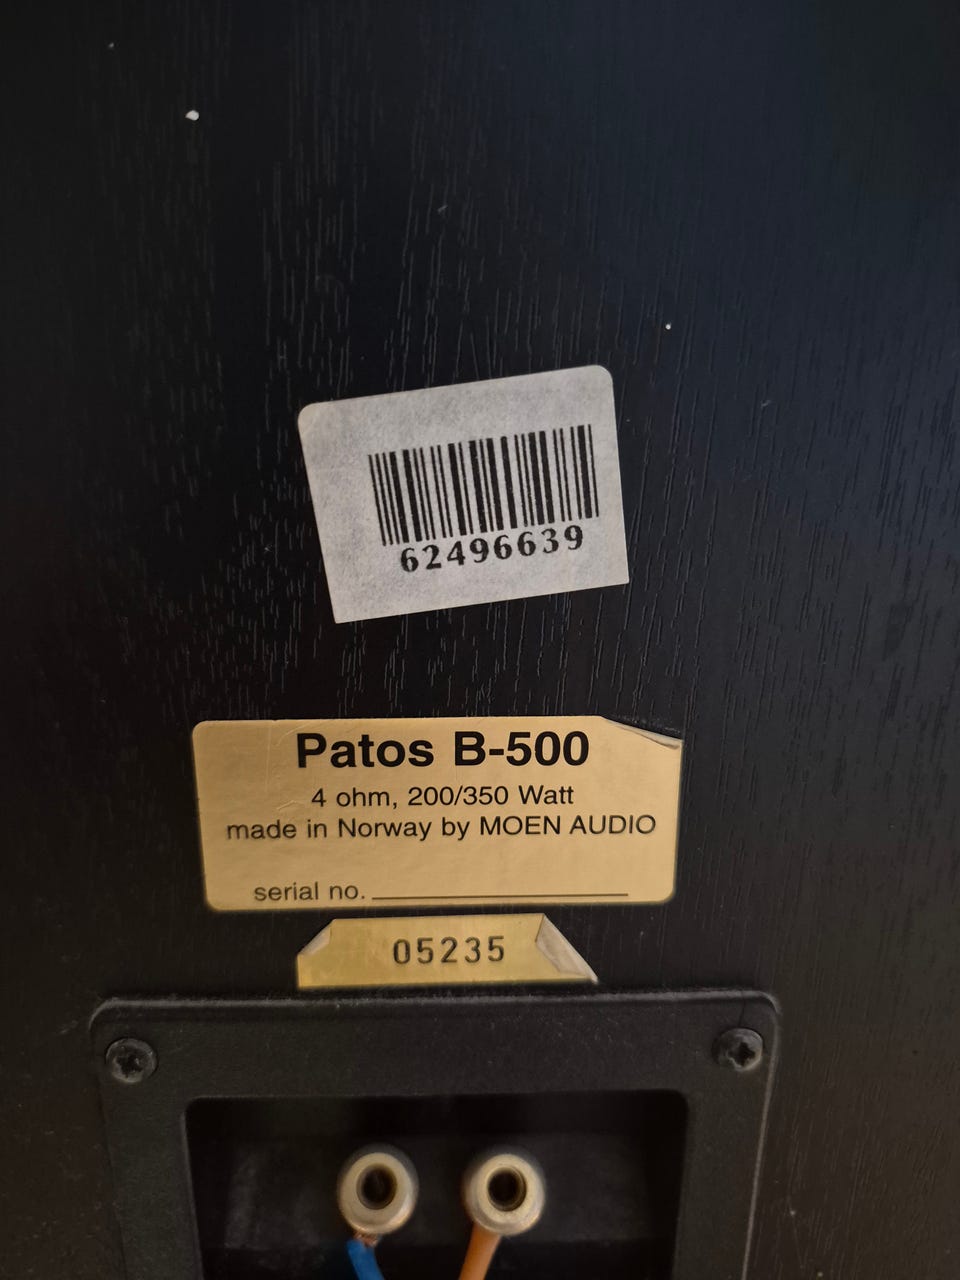 62496639
Patos B-500
4 ohm, 200/350 Watt
made in Norway by MOEN AUDIO
serial no.
05235